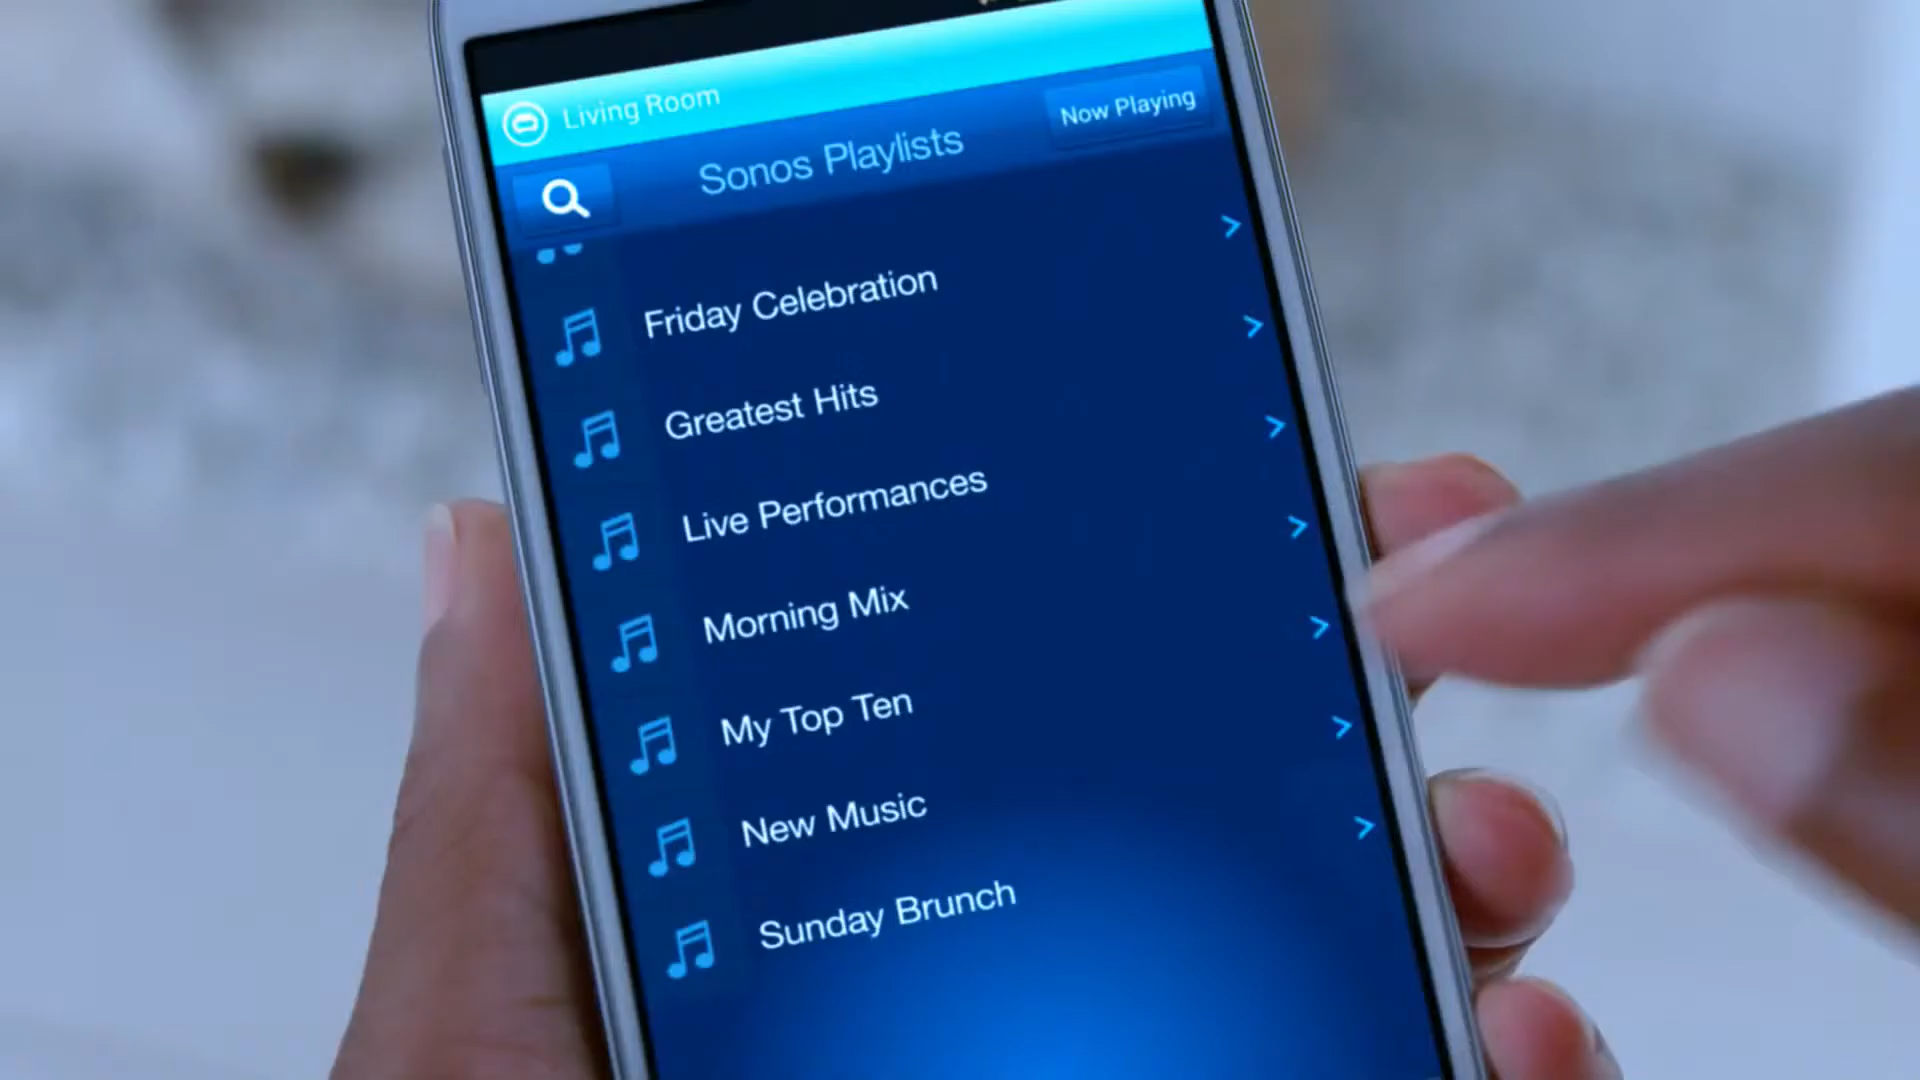 Living Room
Sonos Playlists
Now Playing
Friday Celebration
Greatest Hits
Live Performances
Morning Mix
My Top Ten
New Music
Sunday Brunch